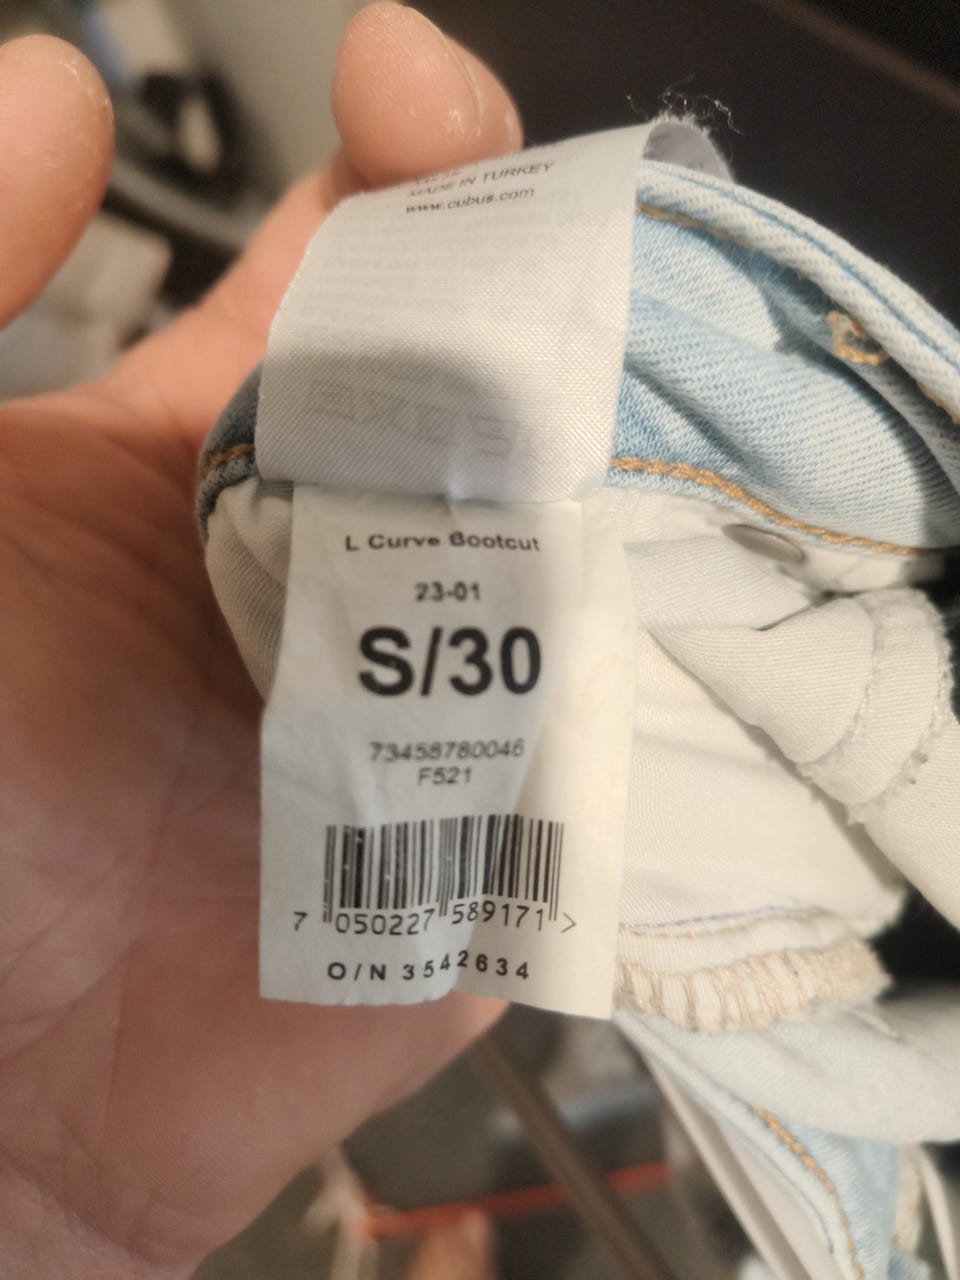 MADE IN TURKEY
www.cubus.com
L Curve Bootcut
23-01
S/30
73458780046
F521
7 050227 589171 >
O/N 3542634